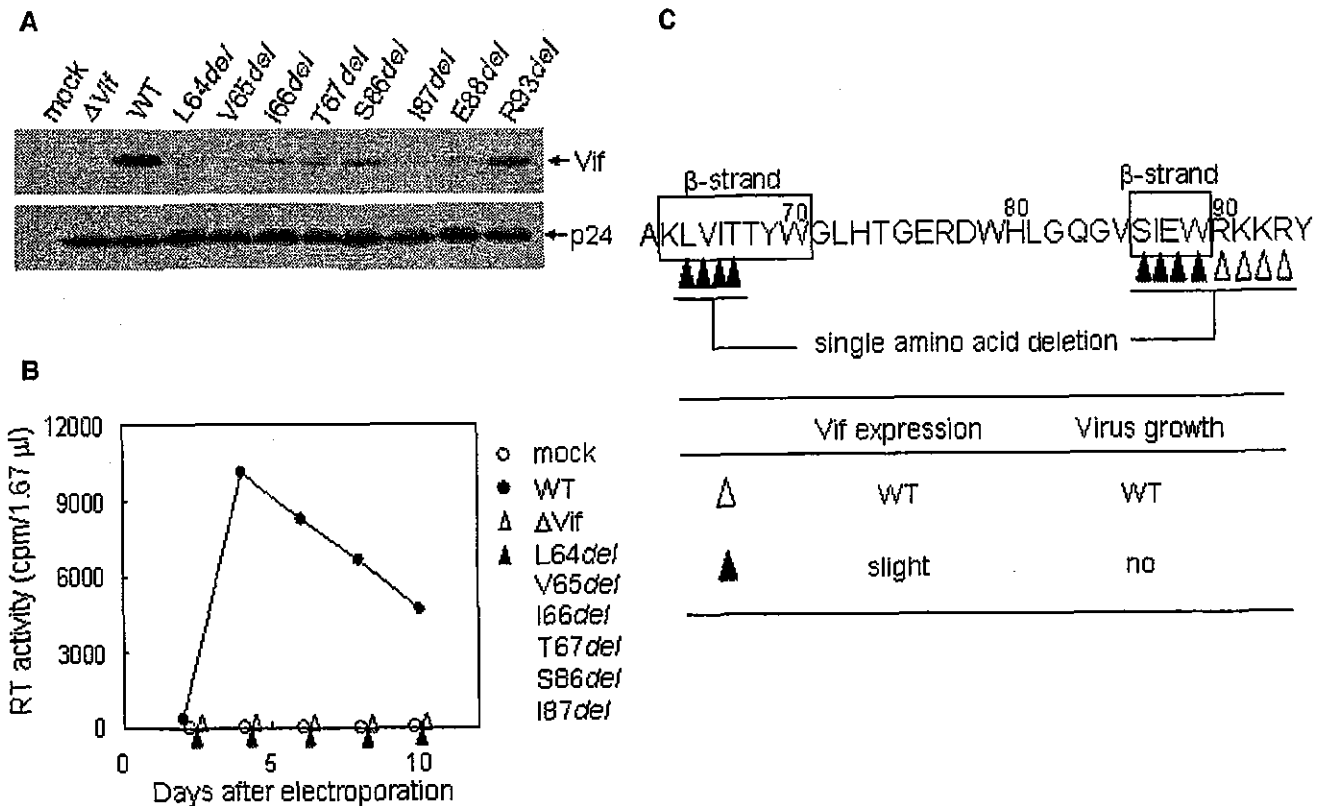 A
mock
ΔVif
WT
L64del
V65del
I66del
T67del
S86del
I87del
E88del
R93del
Vif
p24
B
RT activity (cpm/1.67 μl)
12000
9000
6000
3000
0
0
5
10
Days after electroporation
mock
WT
ΔVif
L64del
V65del
I66del
T67del
S86del
I87del
C
β-strand
β-strand
70
80
90
AKLVITTYWGLHTGERDWHLGQGVSIEWRKKRY
single amino acid deletion
Vif expression Virus growth
WT WT
slight no